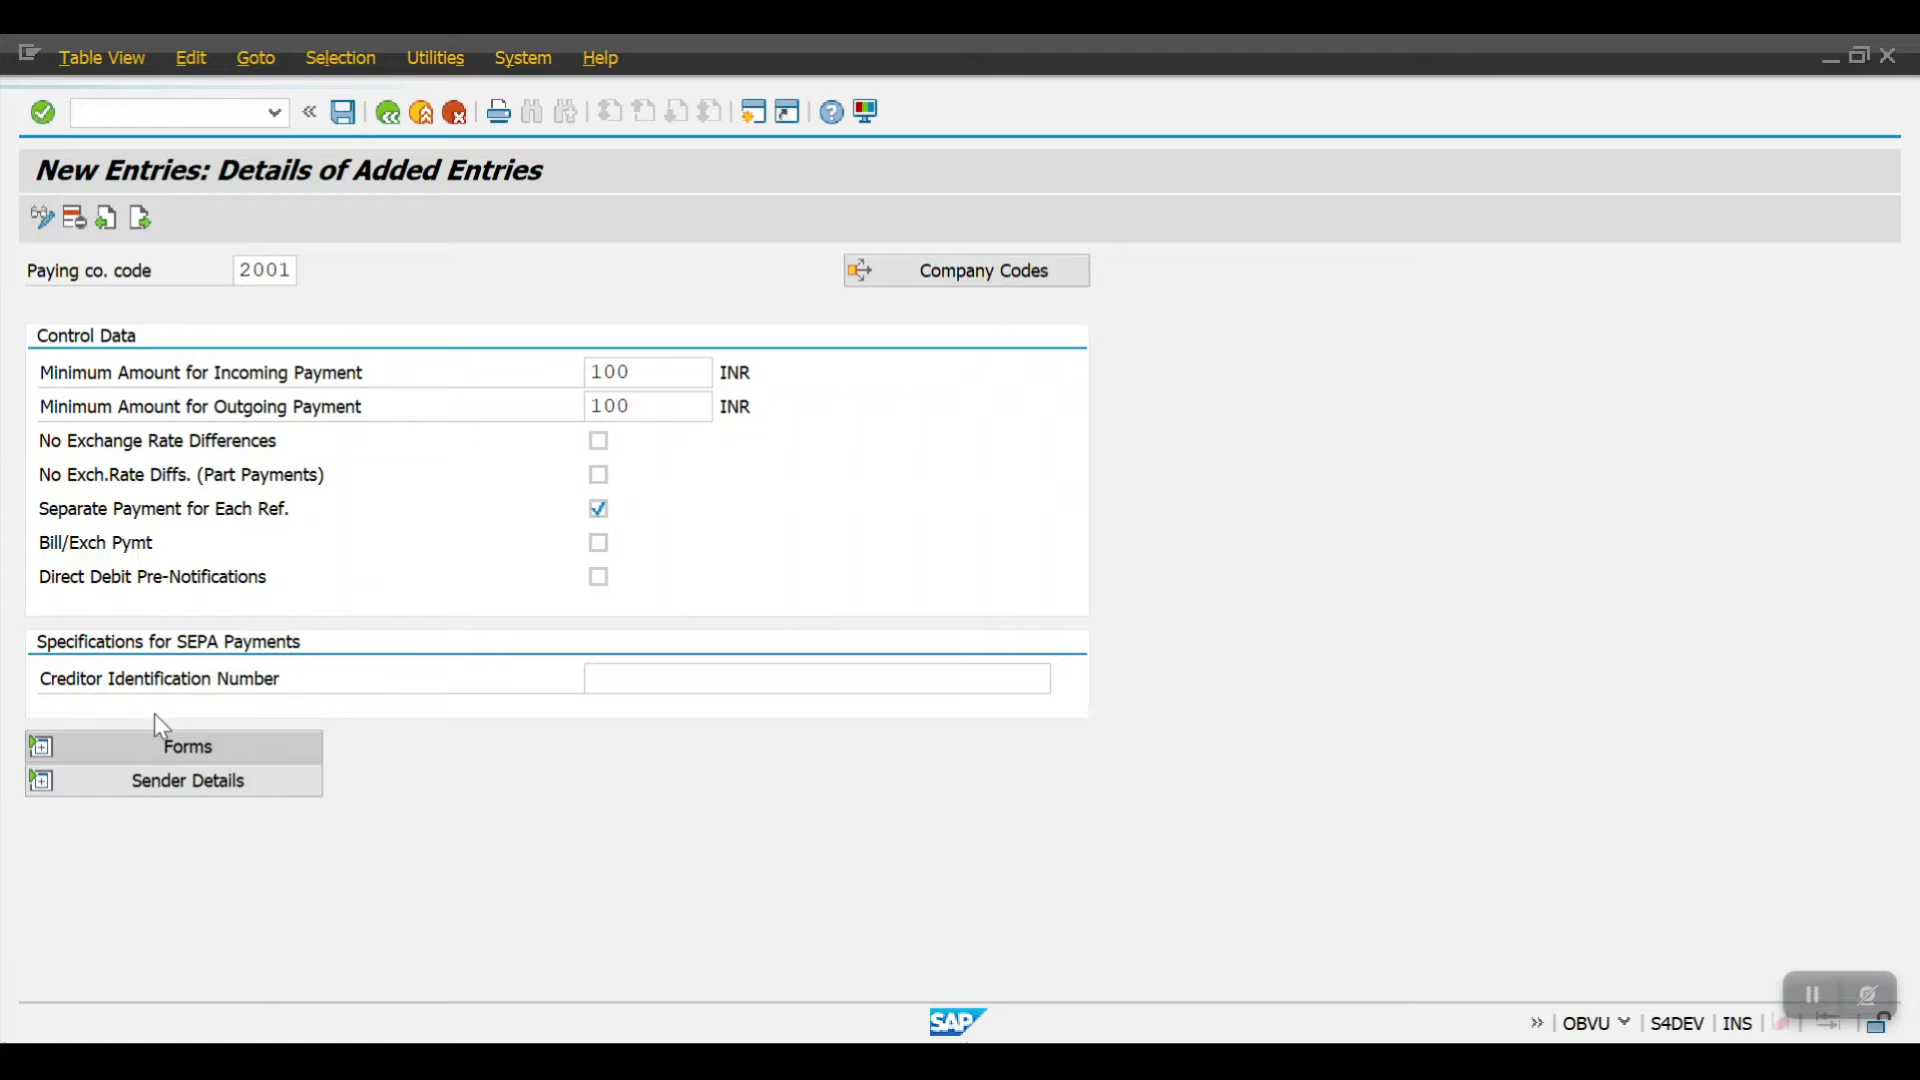 Table View Edit Goto Selection Utilities System Help
New Entries: Details of Added Entries
Paying co. code 2001 Company Codes
Control Data
Minimum Amount for Incoming Payment 100 INR
Minimum Amount for Outgoing Payment 100 INR
No Exchange Rate Differences
No Exch.Rate Diffs. (Part Payments)
Separate Payment for Each Ref.
Bill/Exch Pymt
Direct Debit Pre-Notifications
Specifications for SEPA Payments
Creditor Identification Number
Forms
Sender Details
SAP OBVU S4DEV INS